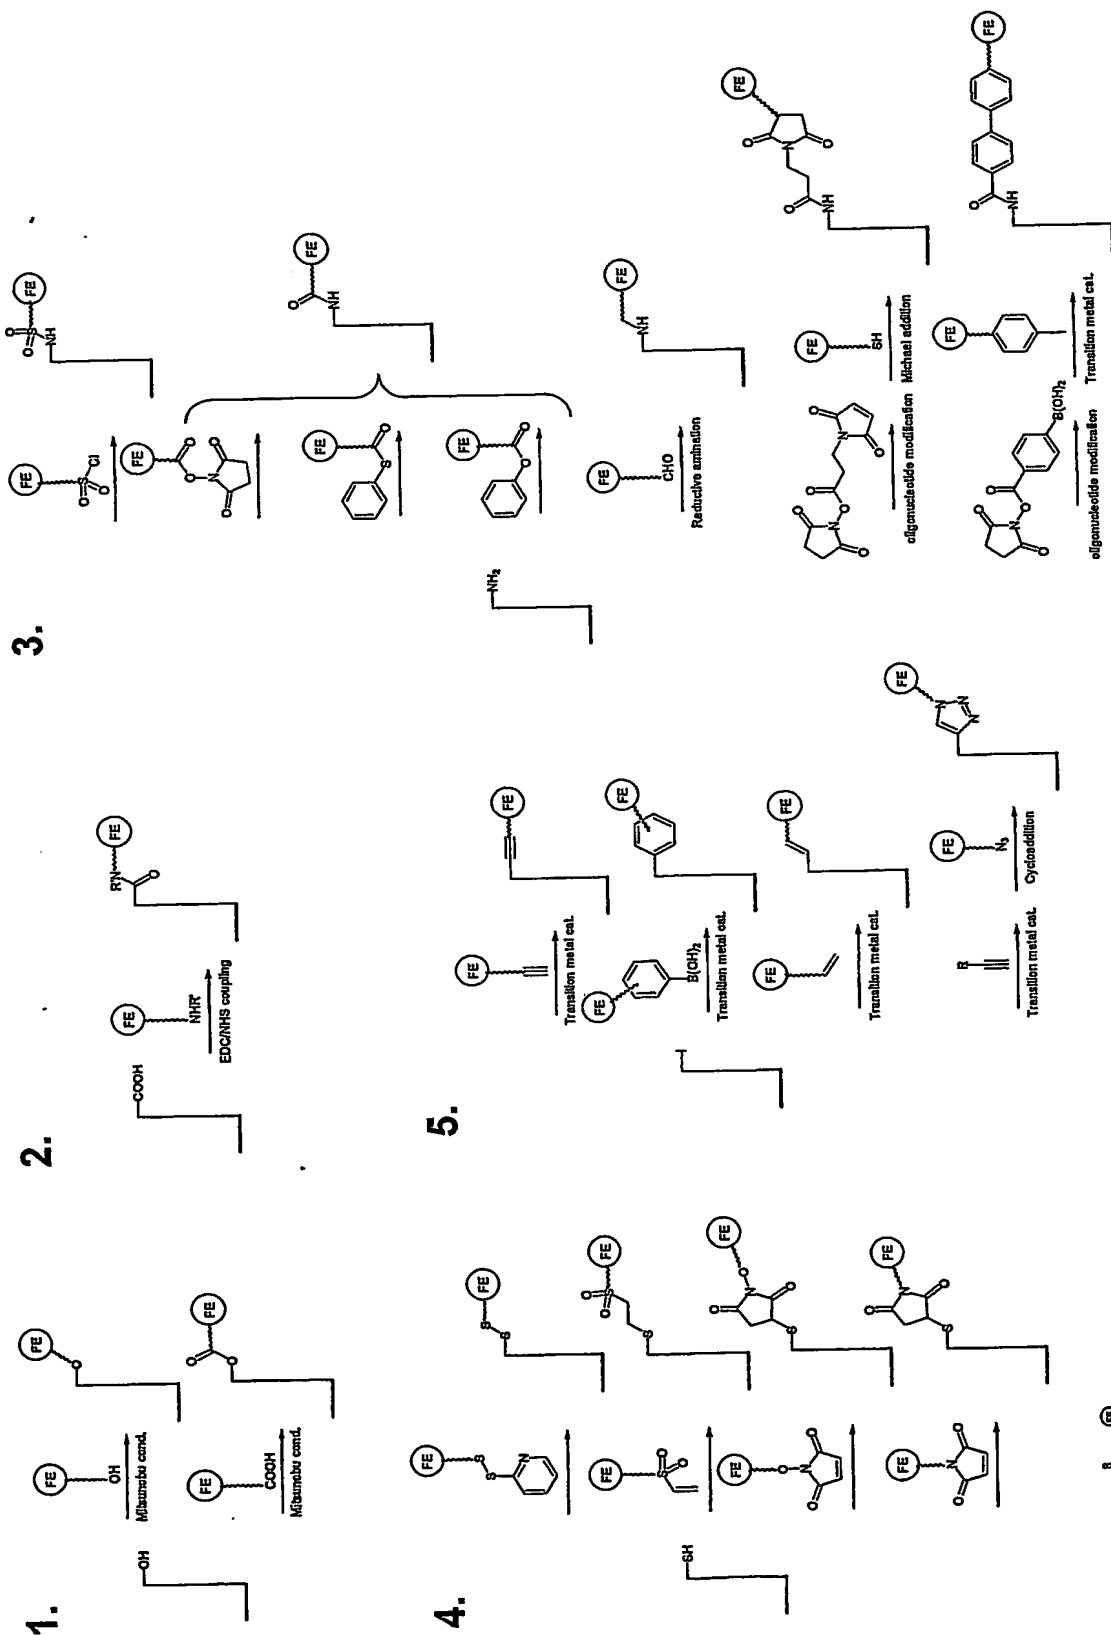 1.
OH
FE
OH
Mitsunobu cond.
FE
O
FE
COOH
Mitsunobu cond.
FE
O
O
2.
COOH
FE
NHR'
EDC/NHS coupling
FE
R'N
O
3.
NH2
FE
S
O
O
Cl
O
S
O
NH
FE
FE
O
O
N
O
O
FE
S
O
FE
O
O
O
NH
FE
FE
CHO
Reductive amination
FE
NH
O
N
O
O
O
N
O
O
oligonucleotide modification
FE
SH
Michael addition
FE
O
N
O
O
NH
O
N
O
O
O
B(OH)2
oligonucleotide modification
FE
I
Transition metal cat.
O
NH
FE
4.
SH
FE
S
S
N
FE
S
S
FE
S
O
O
FE
O
S
O
S
FE
O
N
O
O
FE
O
N
O
O
S
FE
N
O
O
FE
N
O
O
S
R
FE
5.
I
FE
Transition metal cat.
FE
FE
B(OH)2
Transition metal cat.
FE
FE
Transition metal cat.
FE
R
Transition metal cat.
FE
N3
Cycloaddition
FE
N
N
N